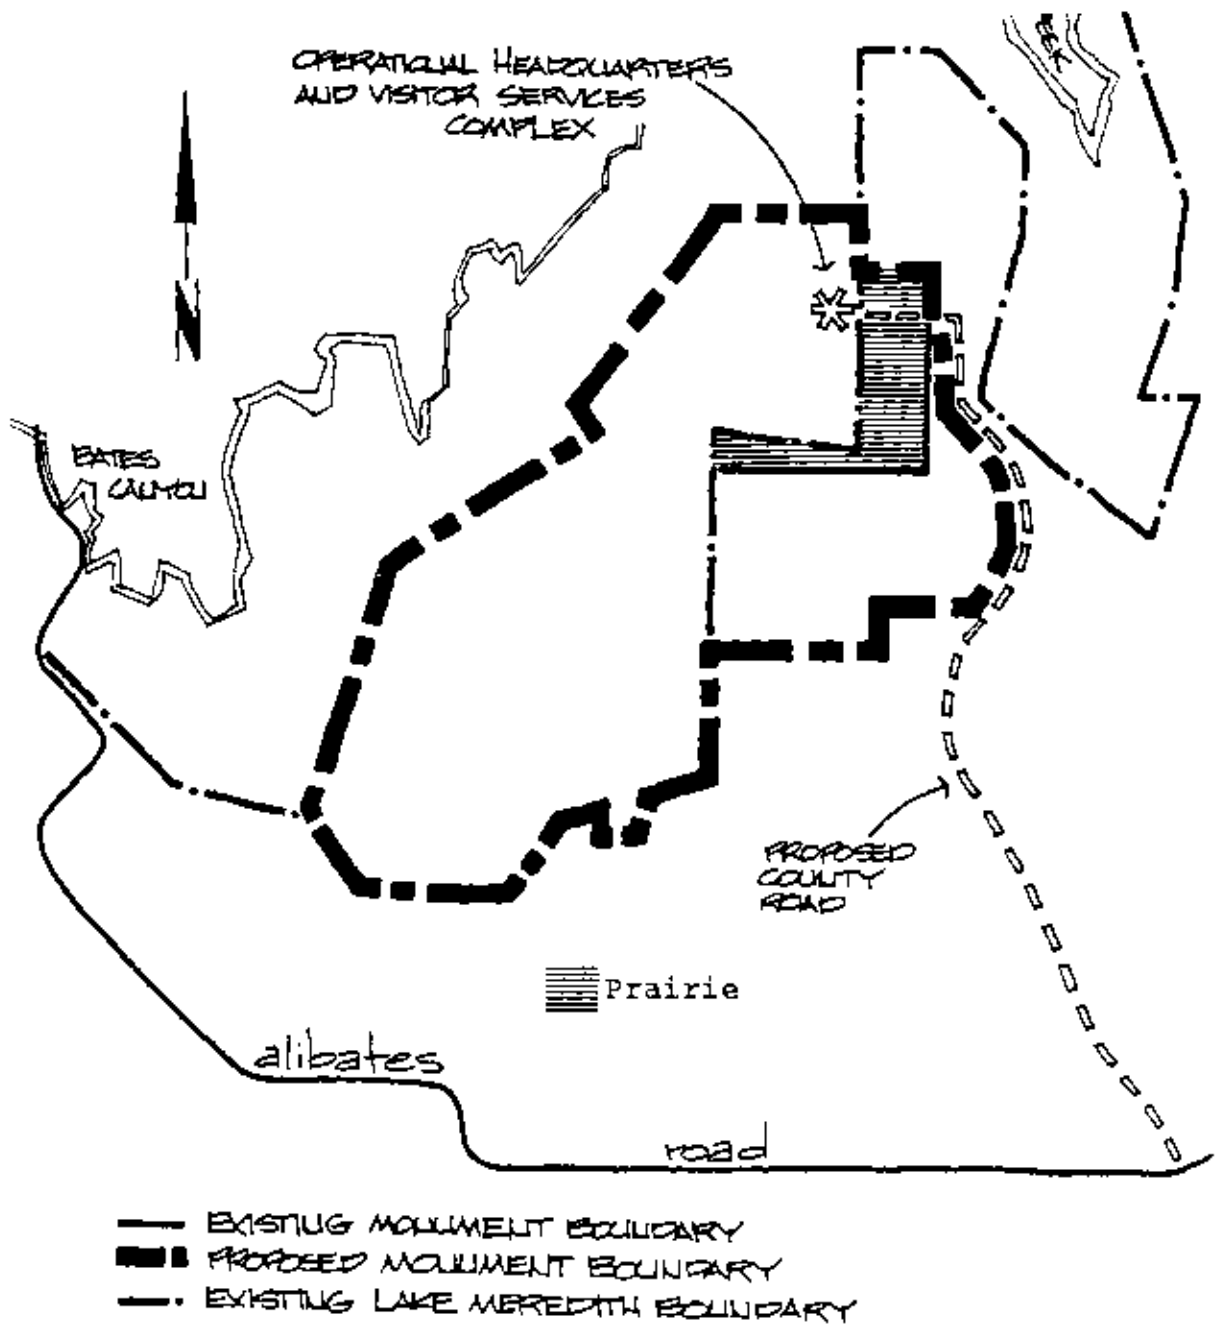 OPERATIONAL HEADQUARTERS
AND VISITOR SERVICES
COMPLEX
EEK
N
BATES
CANYON
PROPOSED
COUNTY
ROAD
Prairie
alibates
road
EXISTING MONUMENT BOUNDARY
PROPOSED MONUMENT BOUNDARY
EXISTING LAKE MEREDITH BOUNDARY